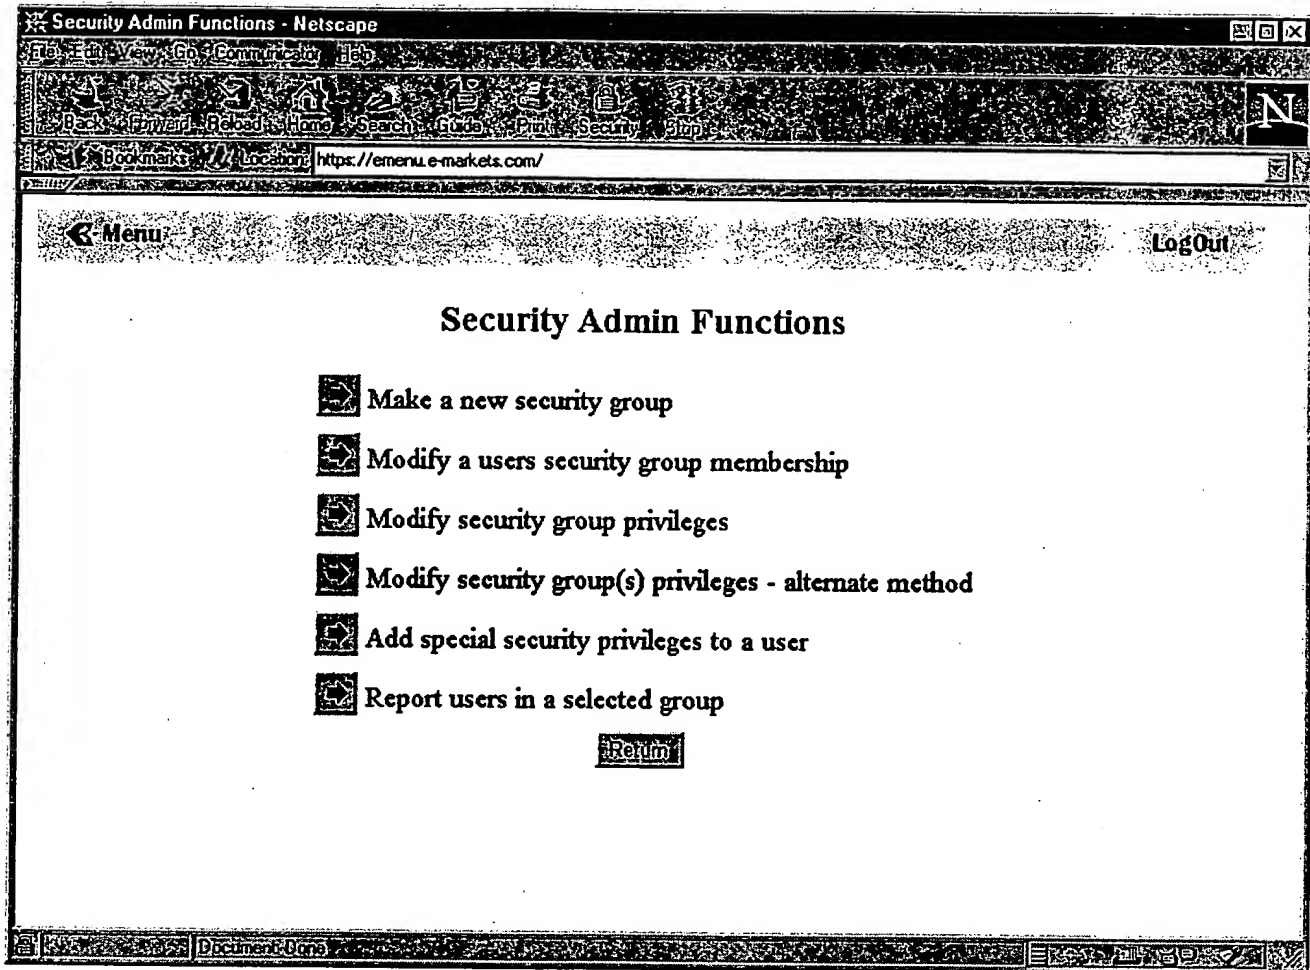 Security Admin Functions - Netscape
File Edit View Go Communicator Help
Back Forward Reload Home Search Guide Print Security Stop
N
Bookmarks Location: https://emenu.e-markets.com/
Menu LogOut
Security Admin Functions
Make a new security group
Modify a users security group membership
Modify security group privileges
Modify security group(s) privileges - alternate method
Add special security privileges to a user
Report users in a selected group
Return
Document: Done